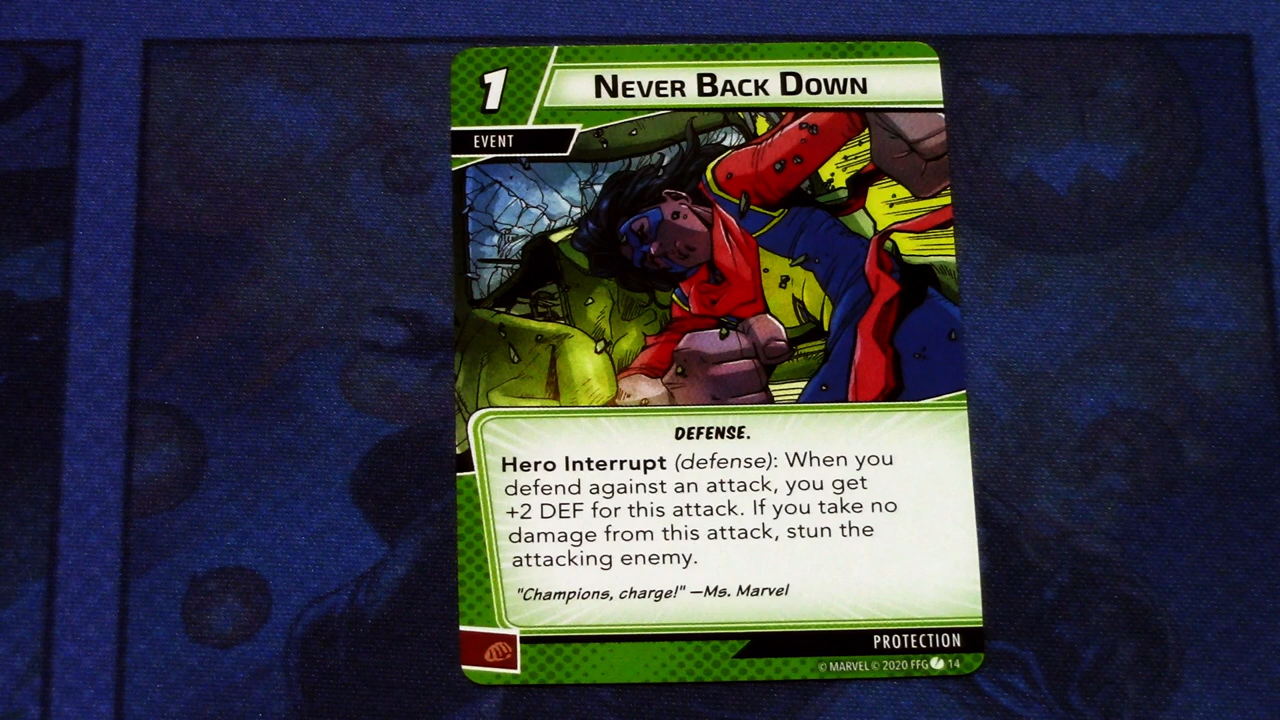 1
NEVER BACK DOWN
EVENT
DEFENSE.
Hero Interrupt (defense): When you
defend against an attack, you get
+2 DEF for this attack. If you take no
damage from this attack, stun the
attacking enemy.
"Champions, charge!" —Ms. Marvel
PROTECTION
© MARVEL © 2020 FFG 14